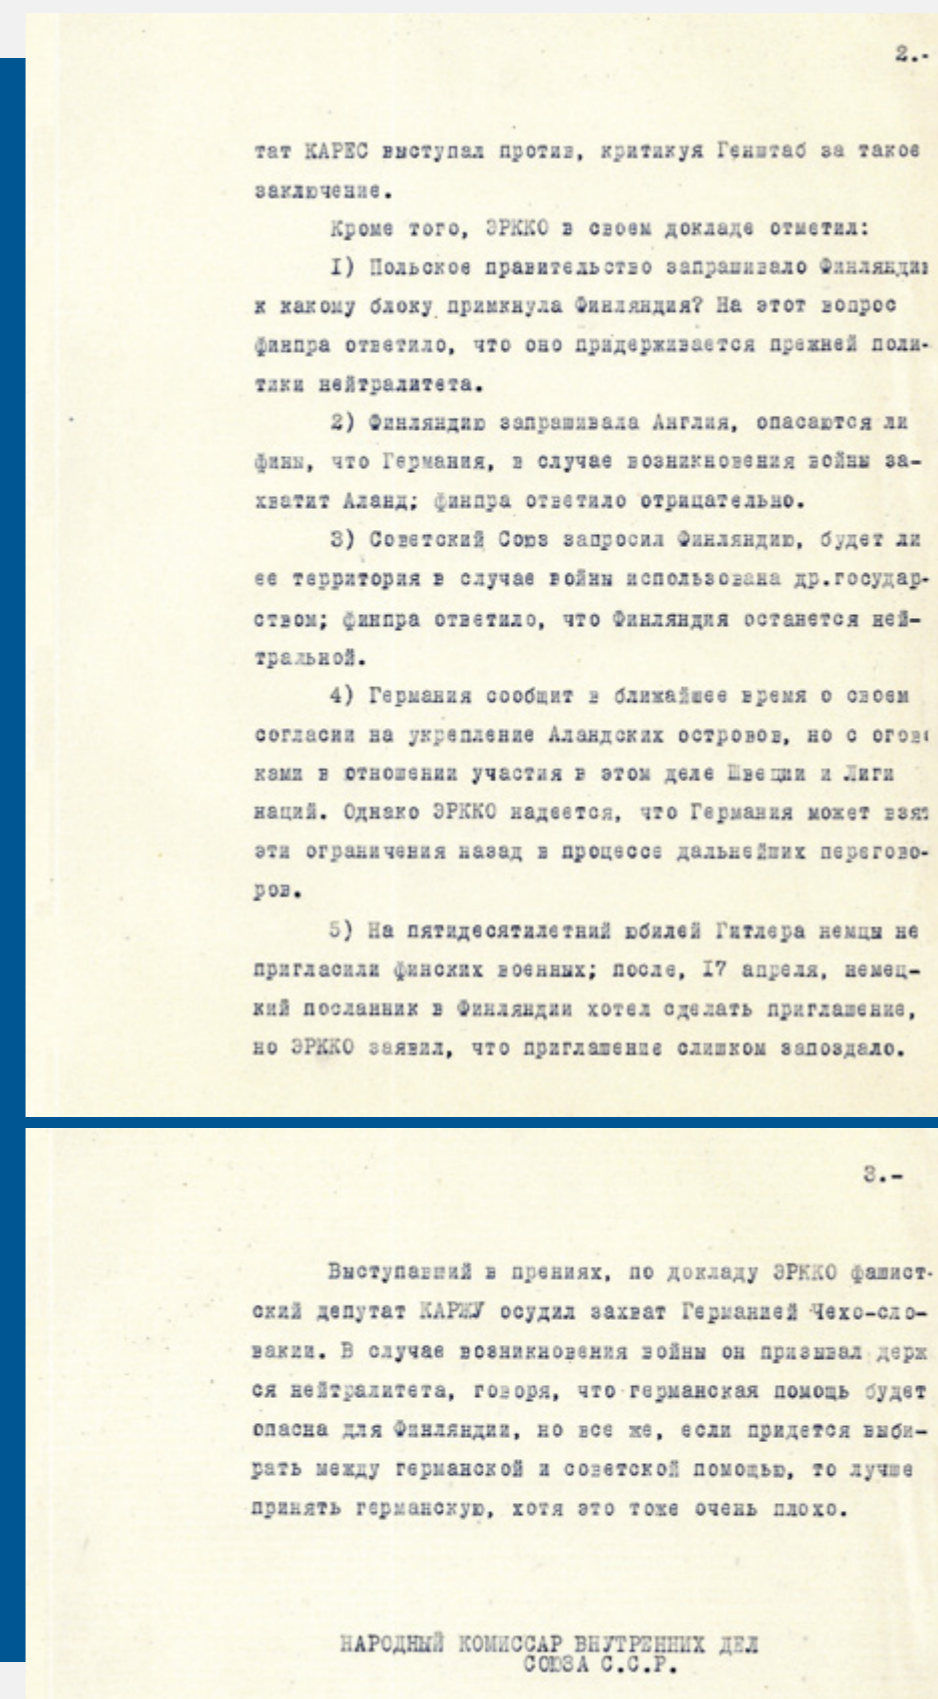 2.-
тат КАРЕС выступал против, критикуя Генштаб за такое
заключение.
Кроме того, ЭРККО в своем докладе отметил:
I) Польское правительство запрашивало Финляндии
к какому блоку примкнула Финляндия? На этот вопрос
финпра ответило, что оно придерживается прежней поли-
тики нейтралитета.
2) Финляндию запрашивала Англия, опасаются ли
фины, что Германия, в случае возникновения войны за-
хватит Аланд; финпра ответило отрицательно.
3) Советский Союз запросил Финляндию, будет ли
ее территория в случае войны использована др.государ-
ством; финпра ответило, что Финляндия останется ней-
тральной.
4) Германия сообщит в ближайшее время о своем
согласии на укрепление Аландских островов, но с огов
ками в отношении участия в этом деле Швеции и Лиги
наций. Однако ЭРККО надеется, что Германия может взят
эти ограничения назад в процессе дальнейших перегово-
ров.
5) На пятидесятилетний юбилей Гитлера немцы не
пригласили финских военных; после, I7 апреля, немец-
кий посланник в Финляндии хотел сделать приглашение,
но ЭРККО заявил, что приглашение слишком запоздало.
3.-
Выступавший в прениях, по докладу ЭРККО фашист-
ский депутат КАРЖУ осудил захват Германией Чехо-сло-
вакии. В случае возникновения войны он призывал держ
ся нейтралитета, говоря, что германская помощь будет
опасна для Финляндии, но все же, если придется выби-
рать между германской и советской помощью, то лучше
принять германскую, хотя это тоже очень плохо.
НАРОДНЫЙ КОМИССАР ВНУТРЕННИХ ДЕЛ
СОЮЗА С.С.Р.